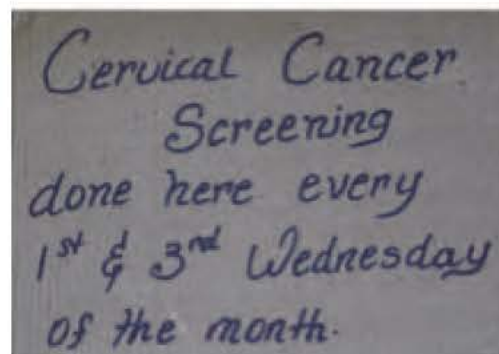 Cervical Cancer
Screening
done here every
1st & 3rd Wednesday
of the month.